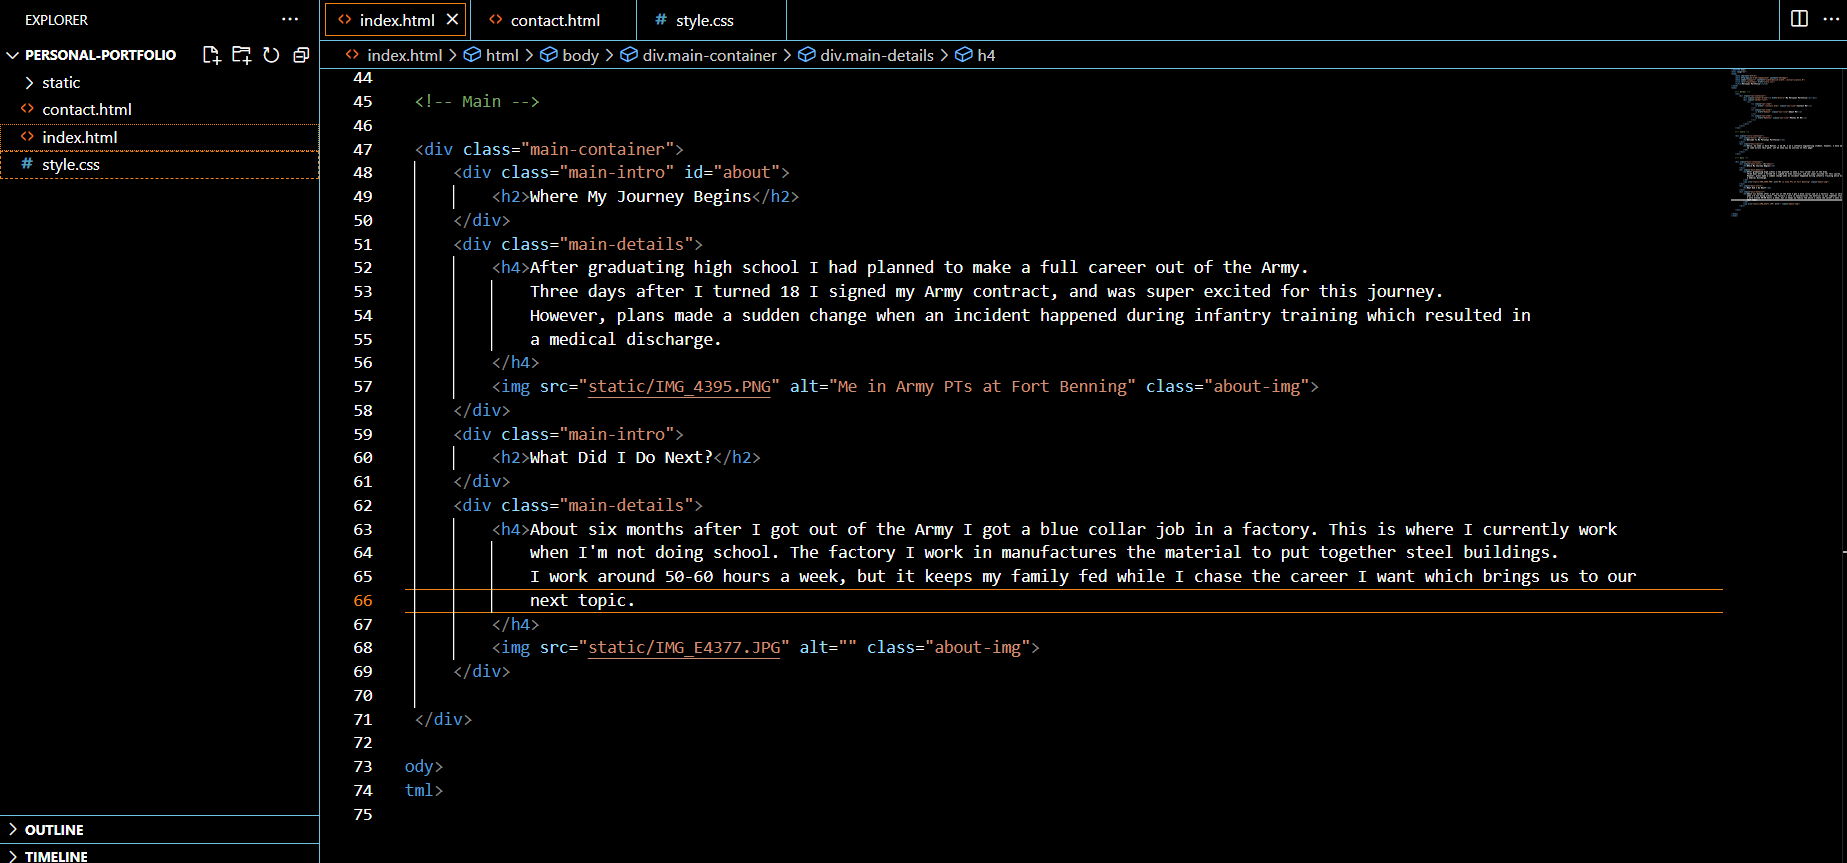 EXPLORER
PERSONAL-PORTFOLIO
static
contact.html
index.html
style.css
OUTLINE
TIMELINE
index.html
contact.html
# style.css
index.html > html > body > div.main-container > div.main-details > h4
44
45 <!-- Main -->
46
47 <div class="main-container">
48 <div class="main-intro" id="about">
49 <h2>Where My Journey Begins</h2>
50 </div>
51 <div class="main-details">
52 <h4>After graduating high school I had planned to make a full career out of the Army.
53 Three days after I turned 18 I signed my Army contract, and was super excited for this journey.
54 However, plans made a sudden change when an incident happened during infantry training which resulted in
55 a medical discharge.
56 </h4>
57 <img src="static/IMG_4395.PNG" alt="Me in Army PTs at Fort Benning" class="about-img">
58 </div>
59 <div class="main-intro">
60 <h2>What Did I Do Next?</h2>
61 </div>
62 <div class="main-details">
63 <h4>About six months after I got out of the Army I got a blue collar job in a factory. This is where I currently work
64 when I'm not doing school. The factory I work in manufactures the material to put together steel buildings.
65 I work around 50-60 hours a week, but it keeps my family fed while I chase the career I want which brings us to our
66 next topic.
67 </h4>
68 <img src="static/IMG_E4377.JPG" alt="" class="about-img">
69 </div>
70
71 </div>
72
73 ody>
74 tml>
75